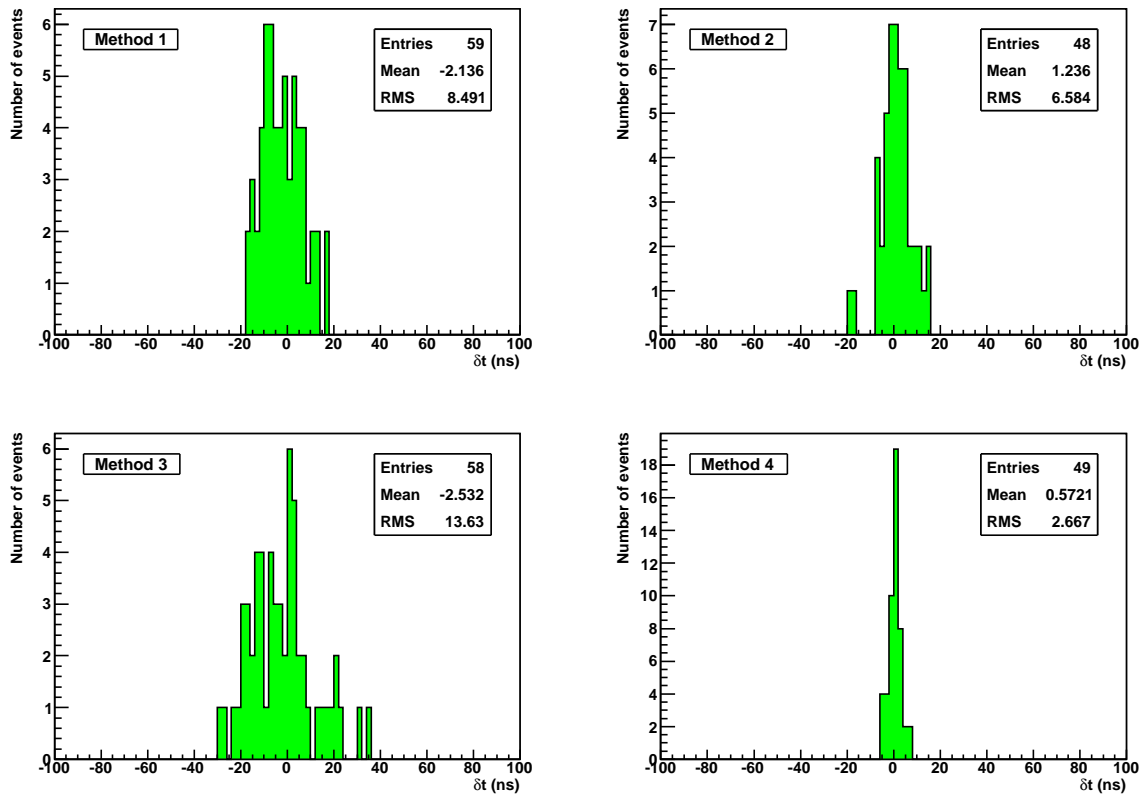 Number of events
6
5
4
3
2
1
0
Method 1
Entries 59
Mean -2.136
RMS 8.491
-100 -80 -60 -40 -20 0 20 40 60 80 100
δt (ns)
Number of events
7
6
5
4
3
2
1
0
Method 2
Entries 48
Mean 1.236
RMS 6.584
-100 -80 -60 -40 -20 0 20 40 60 80 100
δt (ns)
Number of events
6
5
4
3
2
1
0
Method 3
Entries 58
Mean -2.532
RMS 13.63
-100 -80 -60 -40 -20 0 20 40 60 80 100
δt (ns)
Number of events
18
16
14
12
10
8
6
4
2
0
Method 4
Entries 49
Mean 0.5721
RMS 2.667
-100 -80 -60 -40 -20 0 20 40 60 80 100
δt (ns)